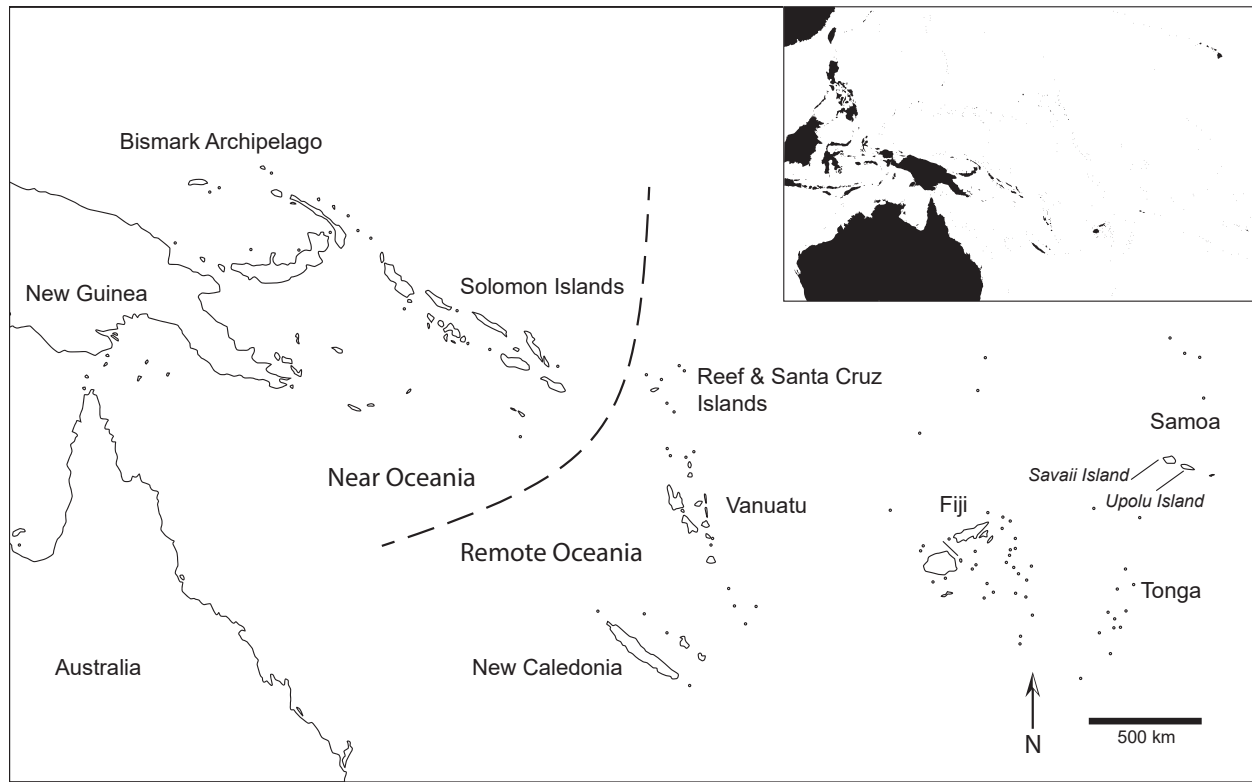 Bismark Archipelago
New Guinea
Solomon Islands
Reef & Santa Cruz
Islands
Samoa
Near Oceania
Savaii Island
Upolu Island
Vanuatu
Fiji
Remote Oceania
Tonga
Australia
New Caledonia
N
500 km